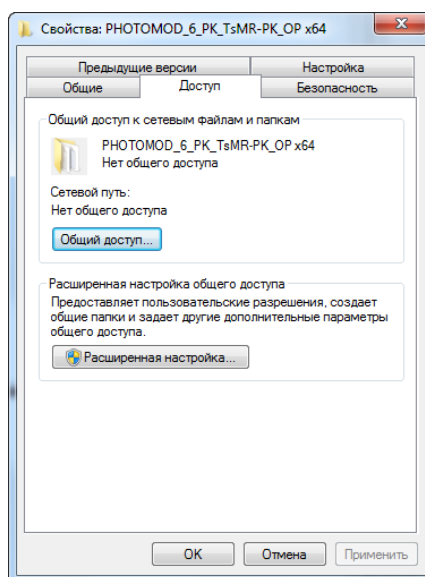 Свойства: PHOTOMOD_6_PK_TsMR-PK_OP x64
Предыдущие версии
Настройка
Общие
Доступ
Безопасность
Общий доступ к сетевым файлам и папкам
PHOTOMOD_6_PK_TsMR-PK_OP x64
Нет общего доступа
Сетевой путь:
Нет общего доступа
Общий доступ...
Расширенная настройка общего доступа
Предоставляет пользовательские разрешения, создает
общие папки и задает другие дополнительные параметры
общего доступа.
Расширенная настройка...
OK
Отмена
Применить